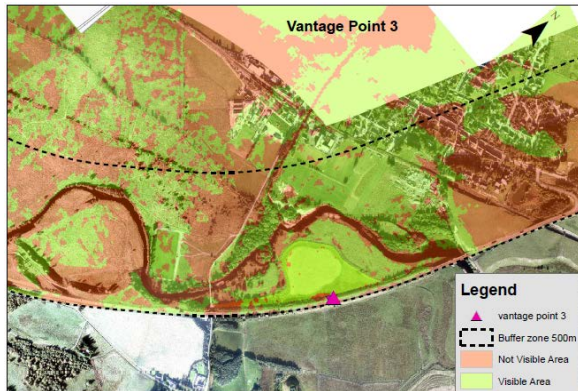 Vantage Point 3
N
Legend
vantage point 3
Buffer zone 500m
Not Visible Area
Visible Area